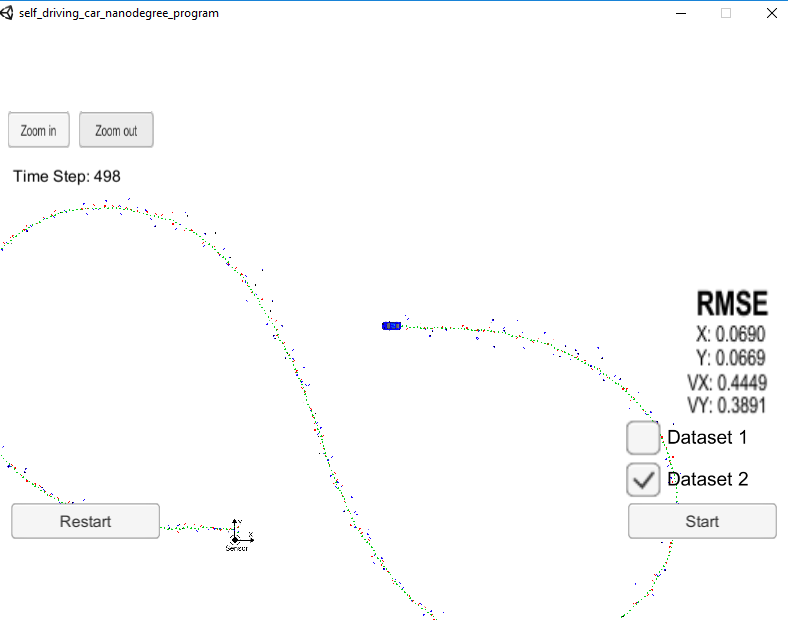 self_driving_car_nanodegree_program
Zoom in
Zoom out
Time Step: 498
RMSE
X: 0.0690
Y: 0.0669
VX: 0.4449
VY: 0.3891
Dataset 1
Dataset 2
Restart
Start
Y
X
Sensor